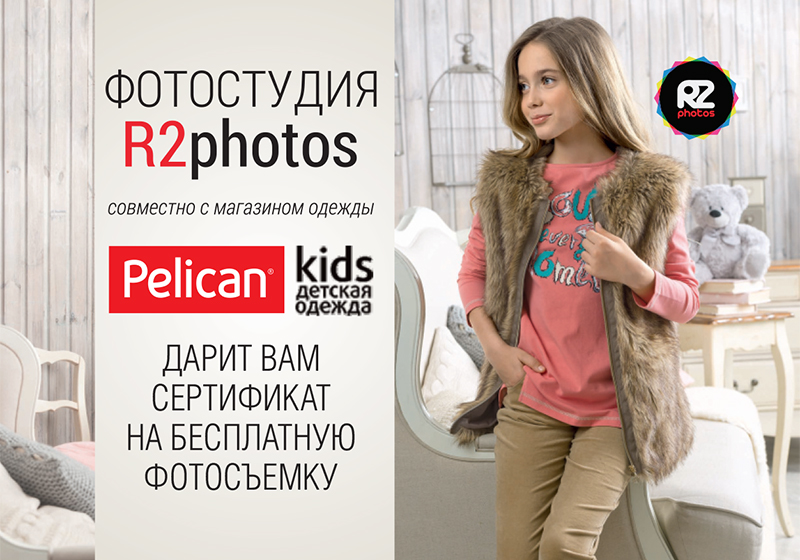 ФОТОСТУДИЯ
R2photos
совместно с магазином одежды
Pelican®
kids
детская
одежда
ДАРИТ ВАМ
СЕРТИФИКАТ
НА БЕСПЛАТНУЮ
ФОТОСЪЕМКУ
R2
photos